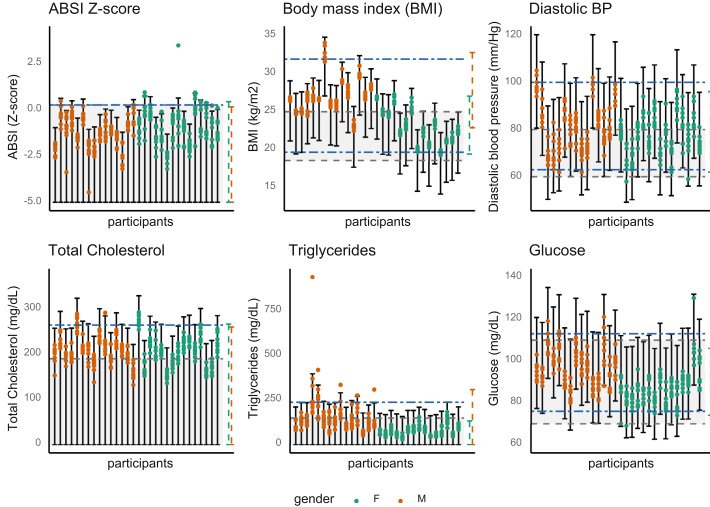 ABSI Z-score
ABSI (Z-score)
2.5
0.0
-2.5
-5.0
participants
Body mass index (BMI)
BMI (kg/m2)
35
30
25
20
15
participants
Diastolic BP
Diastolic blood pressure (mm/Hg)
120
100
80
60
participants
Total Cholesterol
Total Cholesterol (mg/dL)
300
200
100
0
participants
Triglycerides
Triglycerides (mg/dL)
750
500
250
0
participants
Glucose
Glucose (mg/dL)
140
120
100
80
60
participants
gender F M